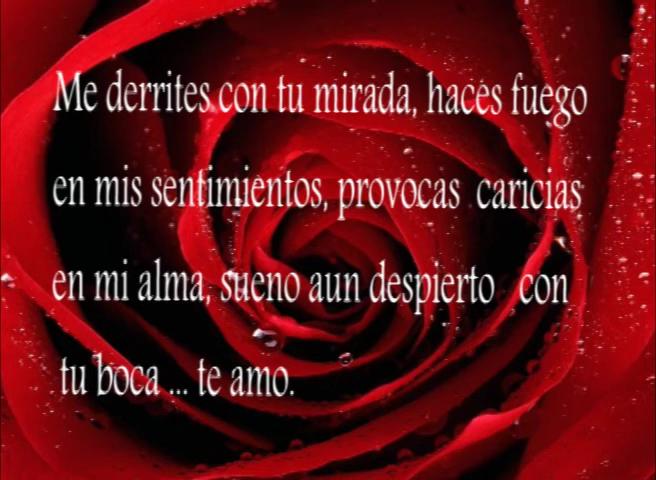 Me derrites con tu mirada, haces fuego
en mis sentimientos, provocas caricias
en mi alma, sueno aun despierto con
tu boca ... te amo.